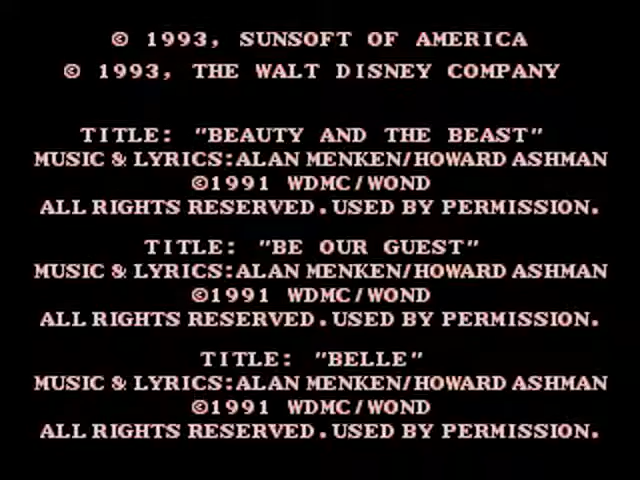 © 1993, SUNSOFT OF AMERICA
© 1993, THE WALT DISNEY COMPANY
TITLE: "BEAUTY AND THE BEAST"
MUSIC & LYRICS:ALAN MENKEN/HOWARD ASHMAN
©1991 WDMC/WOND
ALL RIGHTS RESERVED.USED BY PERMISSION.
TITLE: "BE OUR GUEST"
MUSIC & LYRICS:ALAN MENKEN/HOWARD ASHMAN
©1991 WDMC/WOND
ALL RIGHTS RESERVED.USED BY PERMISSION.
TITLE: "BELLE"
MUSIC & LYRICS:ALAN MENKEN/HOWARD ASHMAN
©1991 WDMC/WOND
ALL RIGHTS RESERVED.USED BY PERMISSION.